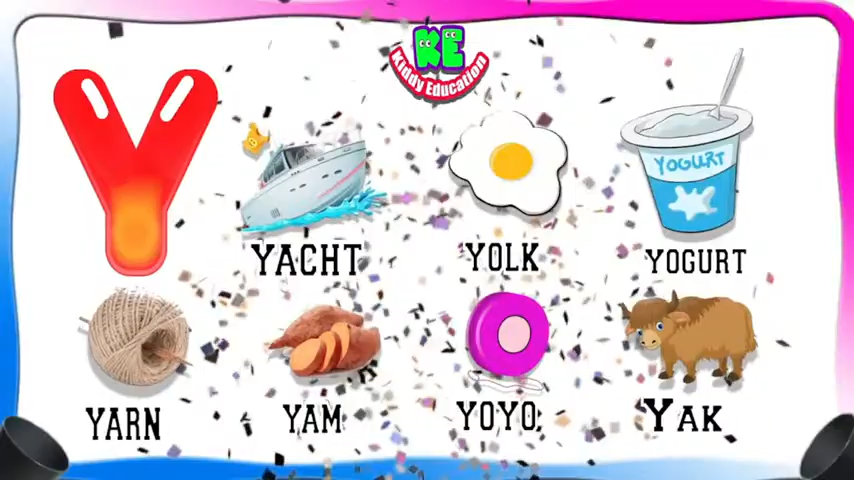 KE
Kiddy Education
Y
YACHT
YOLK
YOGURT
YOGURT
YARN
YAM
YOYO
YAK